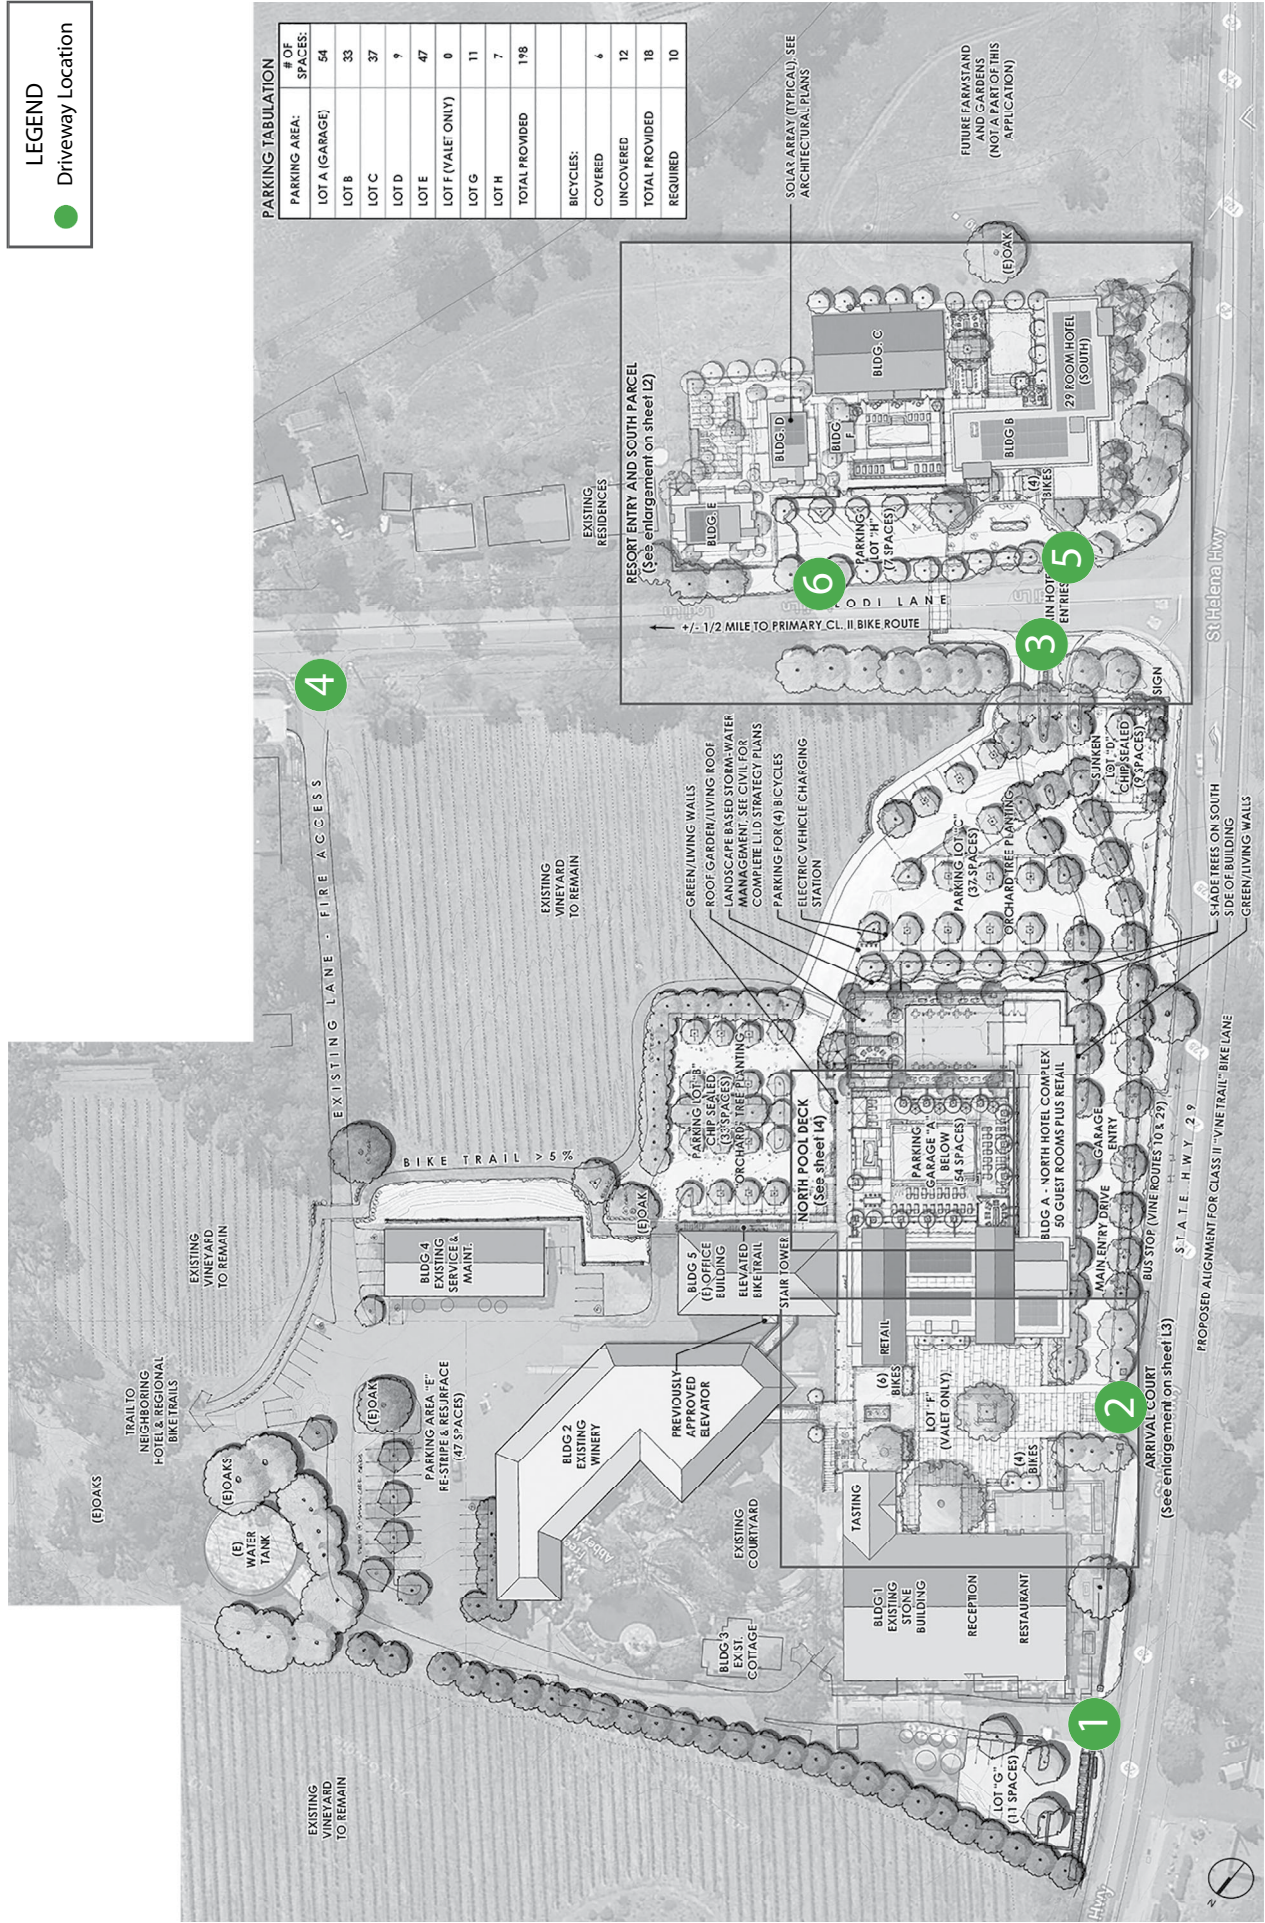 LEGEND
Driveway Location
PARKING TABULATION
PARKING AREA: # OF SPACES:
LOT A (GARAGE) 54
LOT B 33
LOT C 37
LOT D 9
LOT E 47
LOT F (VALET ONLY) 0
LOT G 11
LOT H 7
TOTAL PROVIDED 198
BICYCLES:
COVERED 6
UNCOVERED 12
TOTAL PROVIDED 18
REQUIRED 10
SOLAR ARRAY (TYPICAL), SEE
ARCHITECTURAL PLANS
FUTURE FARMSTAND
AND GARDENS
(NOT A PART OF THIS
APPLICATION)
(E)OAK
RESORT ENTRY AND SOUTH PARCEL
(See enlargement on sheet L2)
EXISTING
RESIDENCES
BLDG. E
BLDG. D
BLDG.
F
BLDG. C
BLDG B
29 ROOM HOTEL
(SOUTH)
(4)
BIKES
PARKING
LOT "H"
(7 SPACES)
6
5
LODI LANE
+/- 1/2 MILE TO PRIMARY CL. II BIKE ROUTE
ENTRIES
3
4
SIGN
St Helena Hwy
EXISTING LANE - FIRE ACCESS
EXISTING
VINEYARD
TO REMAIN
GREEN/LIVING WALLS
ROOF GARDEN/LIVING ROOF
LANDSCAPE BASED STORM-WATER
MANAGEMENT, SEE CIVIL FOR
COMPLETE L.I.D STRATEGY PLANS
PARKING FOR (4) BICYCLES
ELECTRIC VEHICLE CHARGING
STATION
SUNKEN
LOT "D"
CHIP SEALED
(9 SPACES)
PARKING LOT "C"
(37 SPACES)
ORCHARD TREE PLANTING
SHADE TREES ON SOUTH
SIDE OF BUILDING
GREEN/LIVING WALLS
BIKE TRAIL >5%
PARKING LOT "B"
CHIP SEALED
(33 SPACES)
"ORCHARD" TREE PLANTING
NORTH POOL DECK
(See sheet L4)
PARKING
GARAGE "A"
BELOW
(54 SPACES)
BLDG A - NORTH HOTEL COMPLEX
50 GUEST ROOMS PLUS RETAIL
GARAGE
ENTRY
MAIN ENTRY DRIVE
BUS STOP (VINE ROUTES 10 & 29)
STATE HWY 29
PROPOSED ALIGNMENT FOR CLASS II "VINE TRAIL" BIKE LANE
EXISTING
VINEYARD
TO REMAIN
BLDG 4
EXISTING
SERVICE &
MAINT.
(E)OAK
BLDG 5
(E) OFFICE
BUILDING
ELEVATED
BIKE TRAIL
STAIR TOWER
RETAIL
TRAIL TO
NEIGHBORING
HOTEL & REGIONAL
BIKE TRAILS
(E)OAKS
(E)OAKS
(E)
WATER
TANK
(E)OAK
PARKING AREA "E"
RE-STRIPE & RESURFACE
(47 SPACES)
BLDG 2
EXISTING
WINERY
PREVIOUSLY
APPROVED
ELEVATOR
(6)
BIKES
LOT "F"
(VALET ONLY)
(4)
BIKES
2
ARRIVAL COURT
(See enlargement on sheet L3)
TASTING
EXISTING
COURTYARD
BLDG 3
EXIST.
COTTAGE
BLDG 1
EXISTING
STONE
BUILDING
RECEPTION
RESTAURANT
1
LOT "G"
(11 SPACES)
EXISTING
VINEYARD
TO REMAIN
Hwy
N